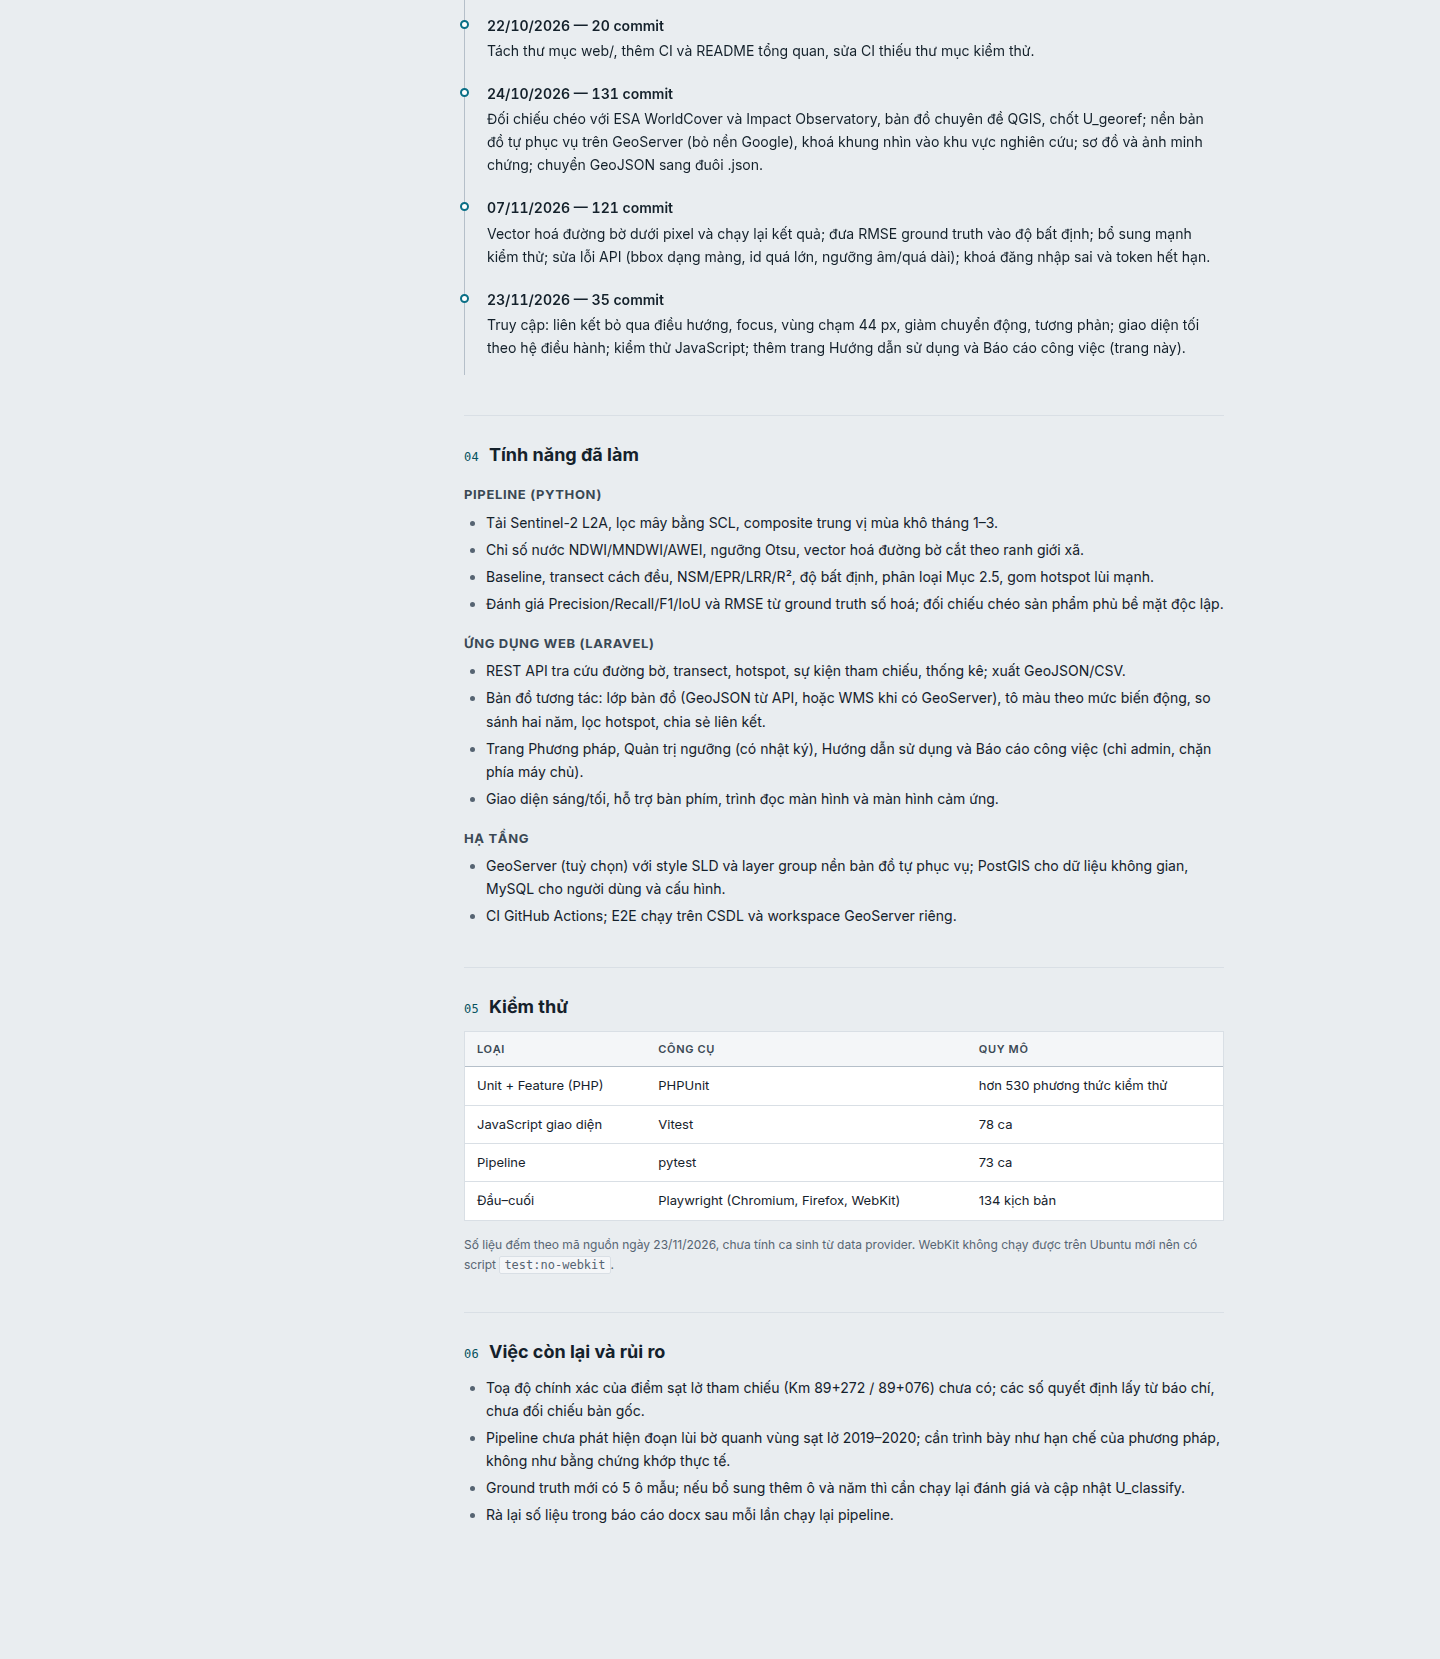 22/10/2026 — 20 commit
Tách thư mục web/, thêm CI và README tổng quan, sửa CI thiếu thư mục kiểm thử.
24/10/2026 — 131 commit
Đối chiếu chéo với ESA WorldCover và Impact Observatory, bản đồ chuyên đề QGIS, chốt U_georef; nền bản
đồ tự phục vụ trên GeoServer (bỏ nền Google), khoá khung nhìn vào khu vực nghiên cứu; sơ đồ và ảnh minh
chứng; chuyển GeoJSON sang đuôi .json.
07/11/2026 — 121 commit
Vector hoá đường bờ dưới pixel và chạy lại kết quả; đưa RMSE ground truth vào độ bất định; bổ sung mạnh
kiểm thử; sửa lỗi API (bbox dạng mảng, id quá lớn, ngưỡng âm/quá dài); khoá đăng nhập sai và token hết hạn.
23/11/2026 — 35 commit
Truy cập: liên kết bỏ qua điều hướng, focus, vùng chạm 44 px, giảm chuyển động, tương phản; giao diện tối
theo hệ điều hành; kiểm thử JavaScript; thêm trang Hướng dẫn sử dụng và Báo cáo công việc (trang này).
04 Tính năng đã làm
PIPELINE (PYTHON)
Tải Sentinel-2 L2A, lọc mây bằng SCL, composite trung vị mùa khô tháng 1–3.
Chỉ số nước NDWI/MNDWI/AWEI, ngưỡng Otsu, vector hoá đường bờ cắt theo ranh giới xã.
Baseline, transect cách đều, NSM/EPR/LRR/R², độ bất định, phân loại Mục 2.5, gom hotspot lùi mạnh.
Đánh giá Precision/Recall/F1/IoU và RMSE từ ground truth số hoá; đối chiếu chéo sản phẩm phủ bề mặt độc lập.
ỨNG DỤNG WEB (LARAVEL)
REST API tra cứu đường bờ, transect, hotspot, sự kiện tham chiếu, thống kê; xuất GeoJSON/CSV.
Bản đồ tương tác: lớp bản đồ (GeoJSON từ API, hoặc WMS khi có GeoServer), tô màu theo mức biến động, so
sánh hai năm, lọc hotspot, chia sẻ liên kết.
Trang Phương pháp, Quản trị ngưỡng (có nhật ký), Hướng dẫn sử dụng và Báo cáo công việc (chỉ admin, chặn
phía máy chủ).
Giao diện sáng/tối, hỗ trợ bàn phím, trình đọc màn hình và màn hình cảm ứng.
HẠ TẦNG
GeoServer (tuỳ chọn) với style SLD và layer group nền bản đồ tự phục vụ; PostGIS cho dữ liệu không gian,
MySQL cho người dùng và cấu hình.
CI GitHub Actions; E2E chạy trên CSDL và workspace GeoServer riêng.
05 Kiểm thử
LOẠI CÔNG CỤ QUY MÔ
Unit + Feature (PHP) PHPUnit hơn 530 phương thức kiểm thử
JavaScript giao diện Vitest 78 ca
Pipeline pytest 73 ca
Đầu–cuối Playwright (Chromium, Firefox, WebKit) 134 kịch bản
Số liệu đếm theo mã nguồn ngày 23/11/2026, chưa tính ca sinh từ data provider. WebKit không chạy được trên Ubuntu mới nên có
script test:no-webkit.
06 Việc còn lại và rủi ro
Toạ độ chính xác của điểm sạt lở tham chiếu (Km 89+272 / 89+076) chưa có; các số quyết định lấy từ báo chí,
chưa đối chiếu bản gốc.
Pipeline chưa phát hiện đoạn lùi bờ quanh vùng sạt lở 2019–2020; cần trình bày như hạn chế của phương pháp,
không như bằng chứng khớp thực tế.
Ground truth mới có 5 ô mẫu; nếu bổ sung thêm ô và năm thì cần chạy lại đánh giá và cập nhật U_classify.
Rà lại số liệu trong báo cáo docx sau mỗi lần chạy lại pipeline.